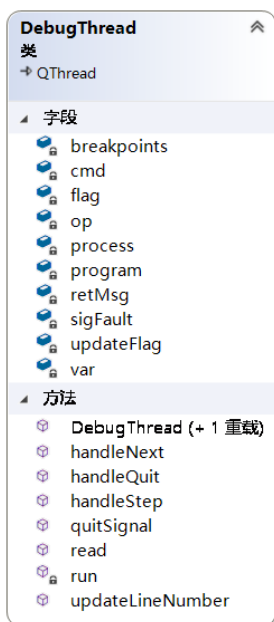 DebugThread
类
QThread
字段
breakpoints
cmd
flag
op
process
program
retMsg
sigFault
updateFlag
var
方法
DebugThread (+ 1 重载)
handleNext
handleQuit
handleStep
quitSignal
read
run
updateLineNumber